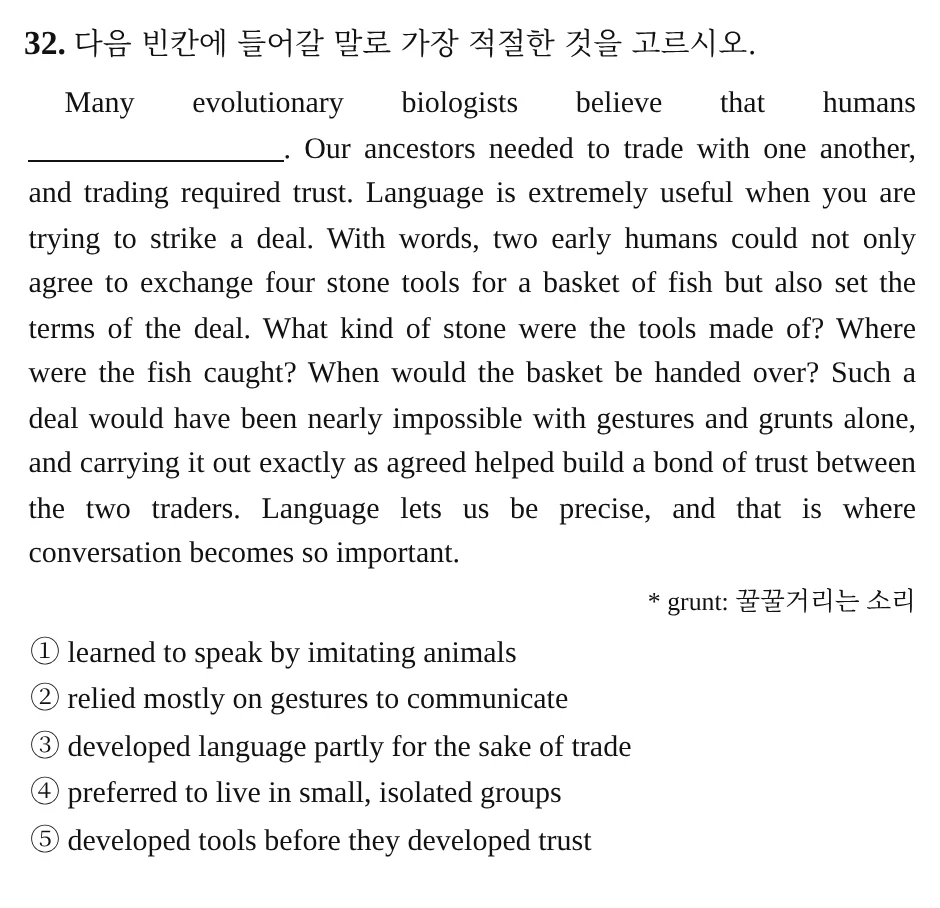 32. 다음 빈칸에 들어갈 말로 가장 적절한 것을 고르시오.
Many evolutionary biologists believe that humans
________________. Our ancestors needed to trade with one another,
and trading required trust. Language is extremely useful when you are
trying to strike a deal. With words, two early humans could not only
agree to exchange four stone tools for a basket of fish but also set the
terms of the deal. What kind of stone were the tools made of? Where
were the fish caught? When would the basket be handed over? Such a
deal would have been nearly impossible with gestures and grunts alone,
and carrying it out exactly as agreed helped build a bond of trust between
the two traders. Language lets us be precise, and that is where
conversation becomes so important.
* grunt: 꿀꿀거리는 소리
① learned to speak by imitating animals
② relied mostly on gestures to communicate
③ developed language partly for the sake of trade
④ preferred to live in small, isolated groups
⑤ developed tools before they developed trust